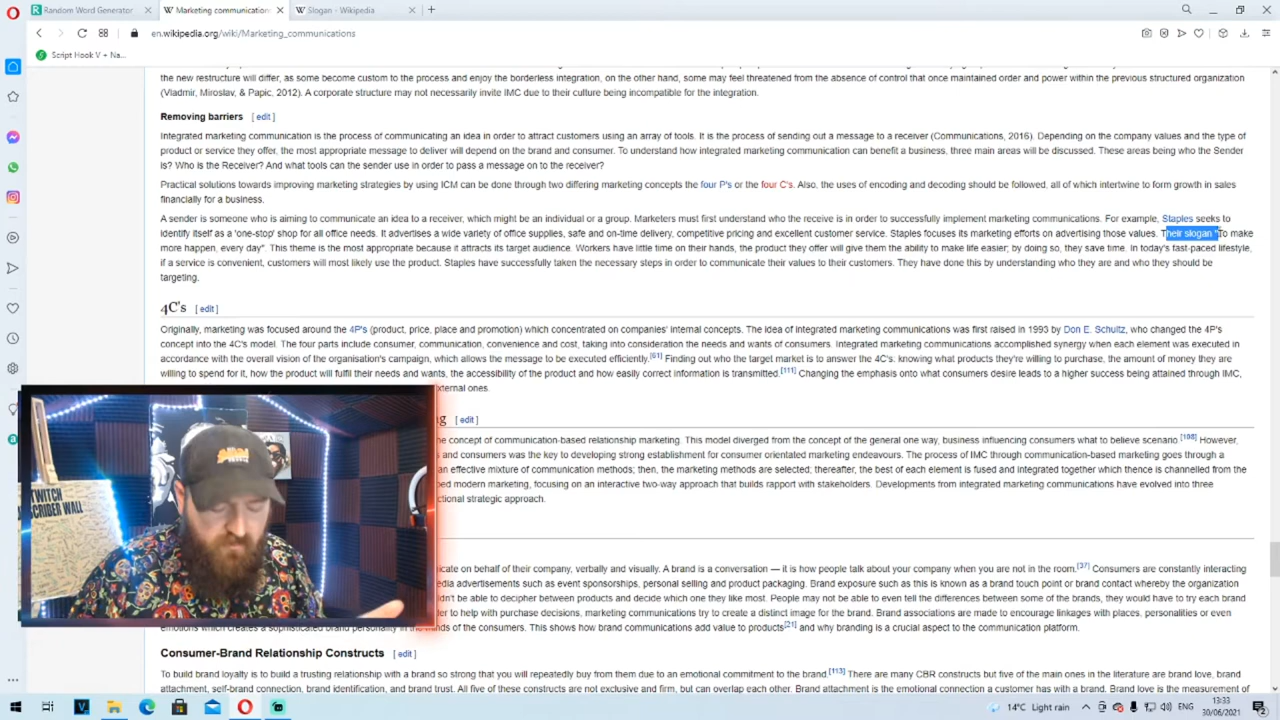 Random Word Generator
Marketing communication
Slogan - Wikipedia
en.wikipedia.org/wiki/Marketing_communications
Script Hook V + Na...
the new restructure will differ, as some become custom to the process and enjoy the borderless integration, on the other hand, some may feel threatened from the absence of control that once maintained order and power within the previous structured organization
(Vladmir, Miroslav, & Papic, 2012). A corporate structure may not necessarily invite IMC due to their culture being incompatible for the integration.
Removing barriers [ edit ]
Integrated marketing communication is the process of communicating an idea in order to attract customers using an array of tools. It is the process of sending out a message to a receiver (Communications, 2016). Depending on the company values and the type of
product or service they offer, the most appropriate message to deliver will depend on the brand and consumer. To understand how integrated marketing communication can benefit a business, three main areas will be discussed. These areas being who the Sender
is? Who is the Receiver? And what tools can the sender use in order to pass a message on to the receiver?
Practical solutions towards improving marketing strategies by using ICM can be done through two differing marketing concepts the four P's or the four C's. Also, the uses of encoding and decoding should be followed, all of which intertwine to form growth in sales
financially for a business.
A sender is someone who is aiming to communicate an idea to a receiver, which might be an individual or a group. Marketers must first understand who the receive is in order to successfully implement marketing communications. For example, Staples seeks to
identify itself as a 'one-stop' shop for all office needs. It advertises a wide variety of office supplies, safe and on-time delivery, competitive pricing and excellent customer service. Staples focuses its marketing efforts on advertising those values. Their slogan "To make
more happen, every day". This theme is the most appropriate because it attracts its target audience. Workers have little time on their hands, the product they offer will give them the ability to make life easier; by doing so, they save time. In today's fast-paced lifestyle,
if a service is convenient, customers will most likely use the product. Staples have successfully taken the necessary steps in order to communicate their values to their customers. They have done this by understanding who they are and who they should be
targeting.
4C's [ edit ]
Originally, marketing was focused around the 4P's (product, price, place and promotion) which concentrated on companies' internal concepts. The idea of integrated marketing communications was first raised in 1993 by Don E. Schultz, who changed the 4P's
concept into the 4C's model. The four parts include consumer, communication, convenience and cost, taking into consideration the needs and wants of consumers. Integrated marketing communications accomplished synergy when each element was executed in
accordance with the overall vision of the organisation's campaign, which allows the message to be executed efficiently.[61] Finding out who the target market is to answer the 4C's. knowing what products they're willing to purchase, the amount of money they are
willing to spend for it, how the product will fulfil their needs and wants, the accessibility of the product and how easily correct information is transmitted.[111] Changing the emphasis onto what consumers desire leads to a higher success being attained through IMC,
external ones.
[ edit ]
the concept of communication-based relationship marketing. This model diverged from the concept of the general one way, business influencing consumers what to believe scenario [108] However,
and consumers was the key to developing strong establishment for consumer orientated marketing endeavours. The process of IMC through communication-based marketing goes through a
an effective mixture of communication methods; then, the marketing methods are selected; thereafter, the best of each element is fused and integrated together which thence is channelled from the
modern marketing, focusing on an interactive two-way approach that builds rapport with stakeholders. Developments from integrated marketing communications have evolved into three
strategic approach.
on behalf of their company, verbally and visually. A brand is a conversation — it is how people talk about your company when you are not in the room.[37] Consumers are constantly interacting
advertisements such as event sponsorships, personal selling and product packaging. Brand exposure such as this is known as a brand touch point or brand contact whereby the organization
be able to decipher between products and decide which one they like most. People may not be able to even tell the differences between some of the brands, they would have to try each brand
to help with purchase decisions, marketing communications try to create a distinct image for the brand. Brand associations are made to encourage linkages with places, personalities or even
emotions which creates a sophisticated brand personality in the minds of the consumers. This shows how brand communications add value to products[21] and why branding is a crucial aspect to the communication platform.
TWITCH
WALL
Consumer-Brand Relationship Constructs [ edit ]
To build brand loyalty is to build a trusting relationship with a brand so strong that you will repeatedly buy from them due to an emotional commitment to the brand.[113] There are many CBR constructs but five of the main ones in the literature are brand love, brand
attachment, self-brand connection, brand identification, and brand trust. All five of these constructs are not exclusive and firm, but can overlap each other. Brand attachment is the emotional connection a customer has with a brand. Brand love is the measurement of
14°C Light rain
ENG
13:33
30/06/2021